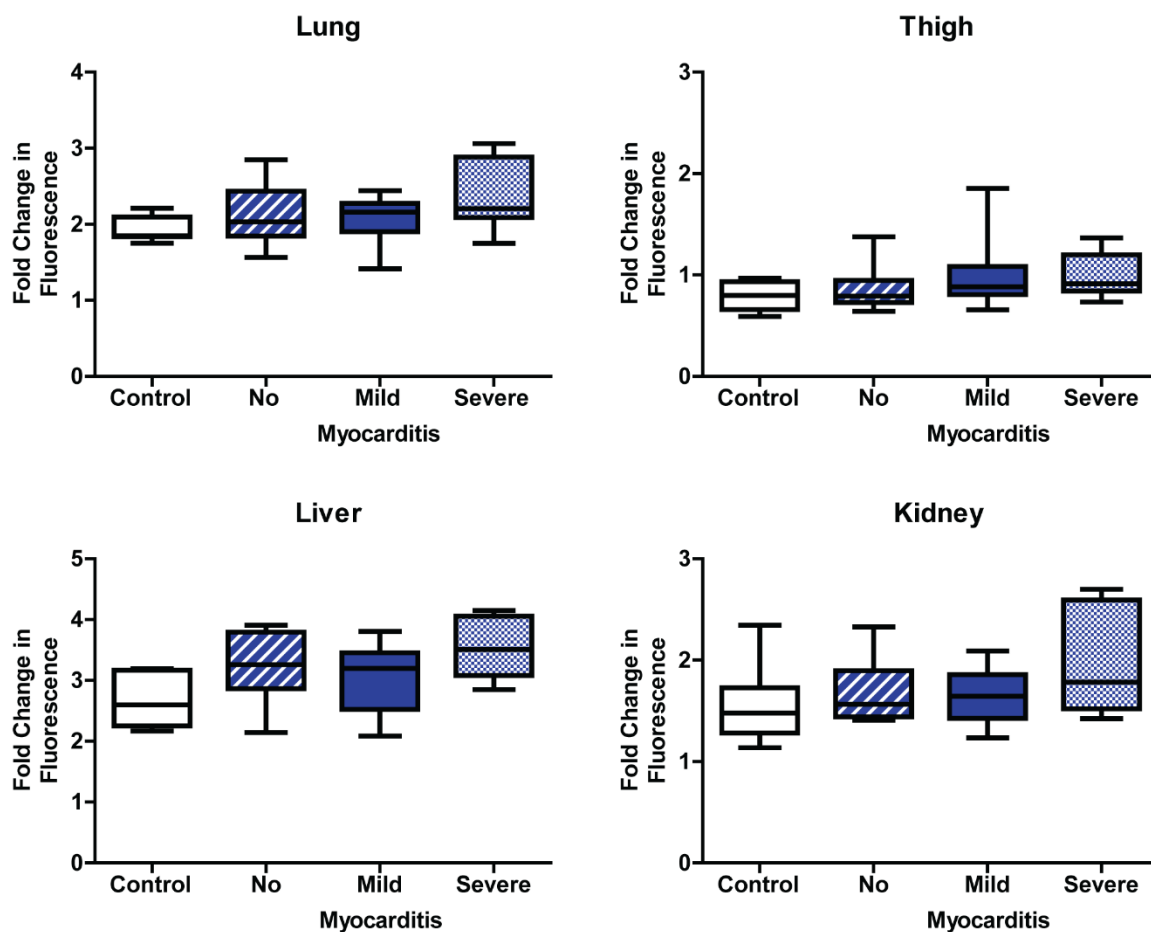 Lung
Fold Change in
Fluorescence
4
3
2
1
0
Control No Mild Severe
Myocarditis
Thigh
Fold Change in
Fluorescence
3
2
1
0
Control No Mild Severe
Myocarditis
Liver
Fold Change in
Fluorescence
5
4
3
2
1
0
Control No Mild Severe
Myocarditis
Kidney
Fold Change in
Fluorescence
3
2
1
0
Control No Mild Severe
Myocarditis